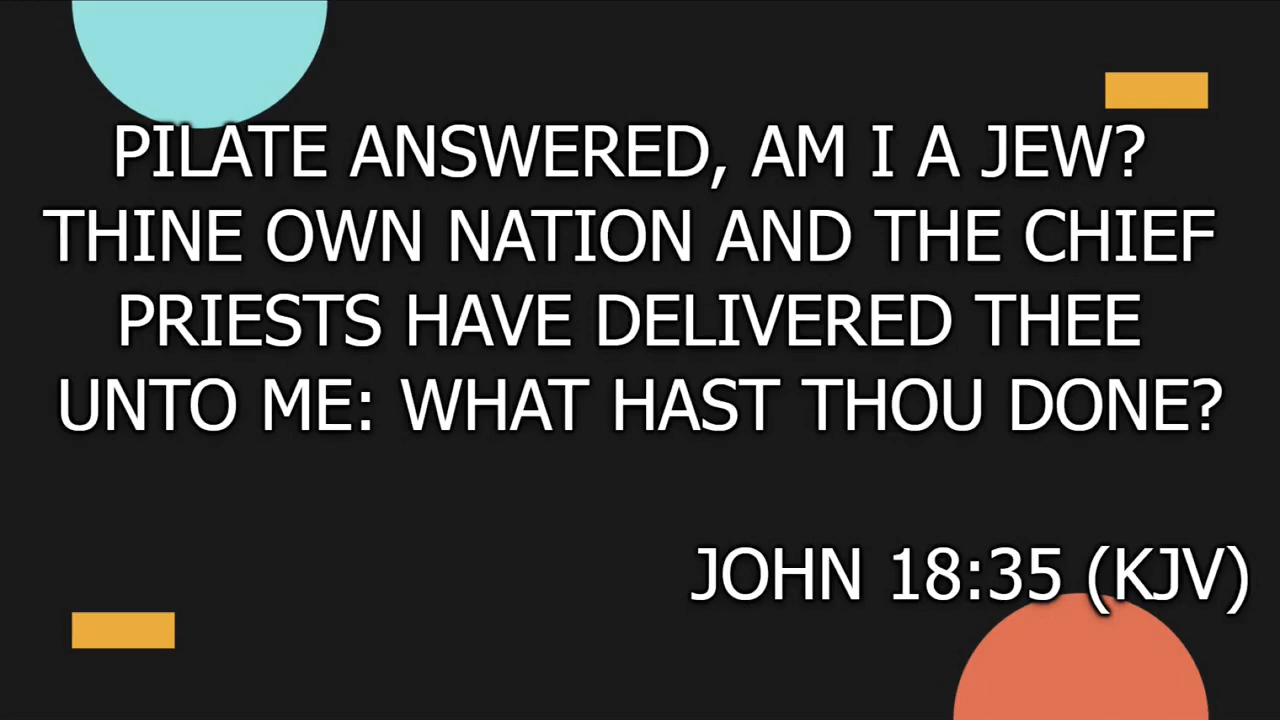 PILATE ANSWERED, AM I A JEW?
THINE OWN NATION AND THE CHIEF
PRIESTS HAVE DELIVERED THEE
UNTO ME: WHAT HAST THOU DONE?
JOHN 18:35 (KJV)